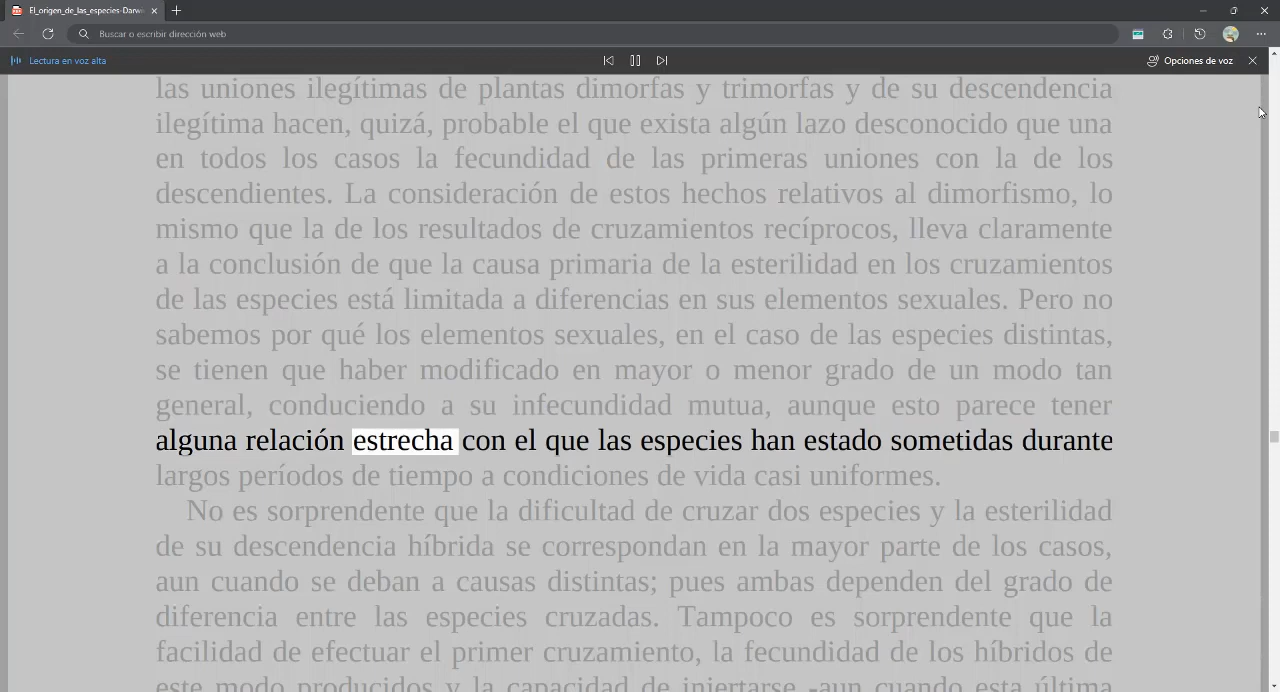 El_origen_de_las_especies-Darwi
Buscar o escribir dirección web
Lectura en voz alta
Opciones de voz
las uniones ilegítimas de plantas dimorfas y trimorfas y de su descendencia
ilegítima hacen, quizá, probable el que exista algún lazo desconocido que una
en todos los casos la fecundidad de las primeras uniones con la de los
descendientes. La consideración de estos hechos relativos al dimorfismo, lo
mismo que la de los resultados de cruzamientos recíprocos, lleva claramente
a la conclusión de que la causa primaria de la esterilidad en los cruzamientos
de las especies está limitada a diferencias en sus elementos sexuales. Pero no
sabemos por qué los elementos sexuales, en el caso de las especies distintas,
se tienen que haber modificado en mayor o menor grado de un modo tan
general, conduciendo a su infecundidad mutua, aunque esto parece tener
alguna relación estrecha con el que las especies han estado sometidas durante
largos períodos de tiempo a condiciones de vida casi uniformes.
No es sorprendente que la dificultad de cruzar dos especies y la esterilidad
de su descendencia híbrida se correspondan en la mayor parte de los casos,
aun cuando se deban a causas distintas; pues ambas dependen del grado de
diferencia entre las especies cruzadas. Tampoco es sorprendente que la
facilidad de efectuar el primer cruzamiento, la fecundidad de los híbridos de
este modo producidos y la capacidad de injertarse -aun cuando esta última